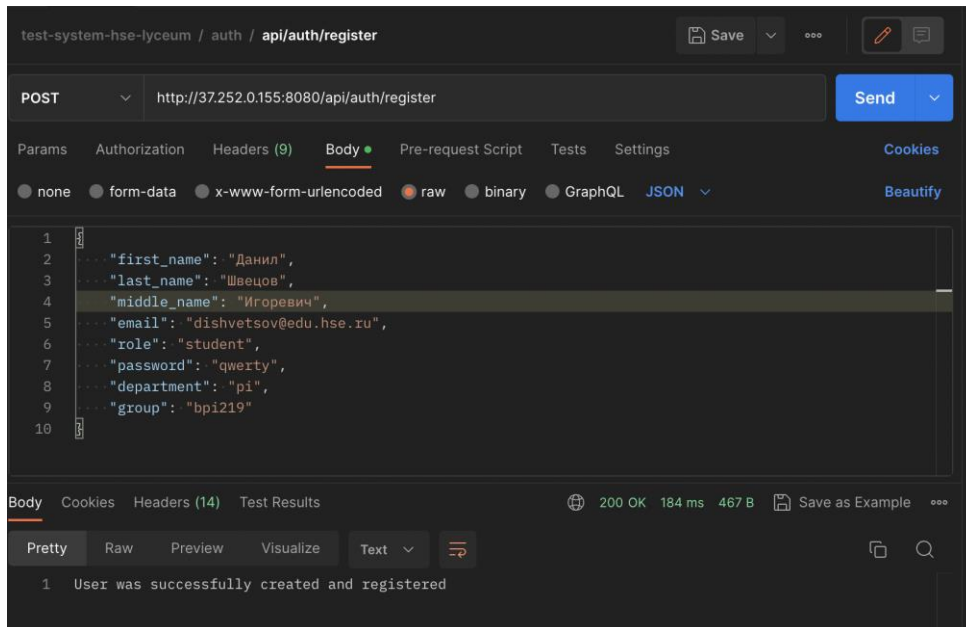 test-system-hse-lyceum / auth / api/auth/register
Save
POST http://37.252.0.155:8080/api/auth/register Send
Params Authorization Headers (9) Body Pre-request Script Tests Settings Cookies
none form-data x-www-form-urlencoded raw binary GraphQL JSON Beautify
1 {
2 "first_name": "Данил",
3 "last_name": "Швецов",
4 "middle_name": "Игоревич",
5 "email": "dishvetsov@edu.hse.ru",
6 "role": "student",
7 "password": "qwerty",
8 "department": "pi",
9 "group": "bpi219"
10 }
Body Cookies Headers (14) Test Results 200 OK 184 ms 467 B Save as Example
Pretty Raw Preview Visualize Text
1 User was successfully created and registered